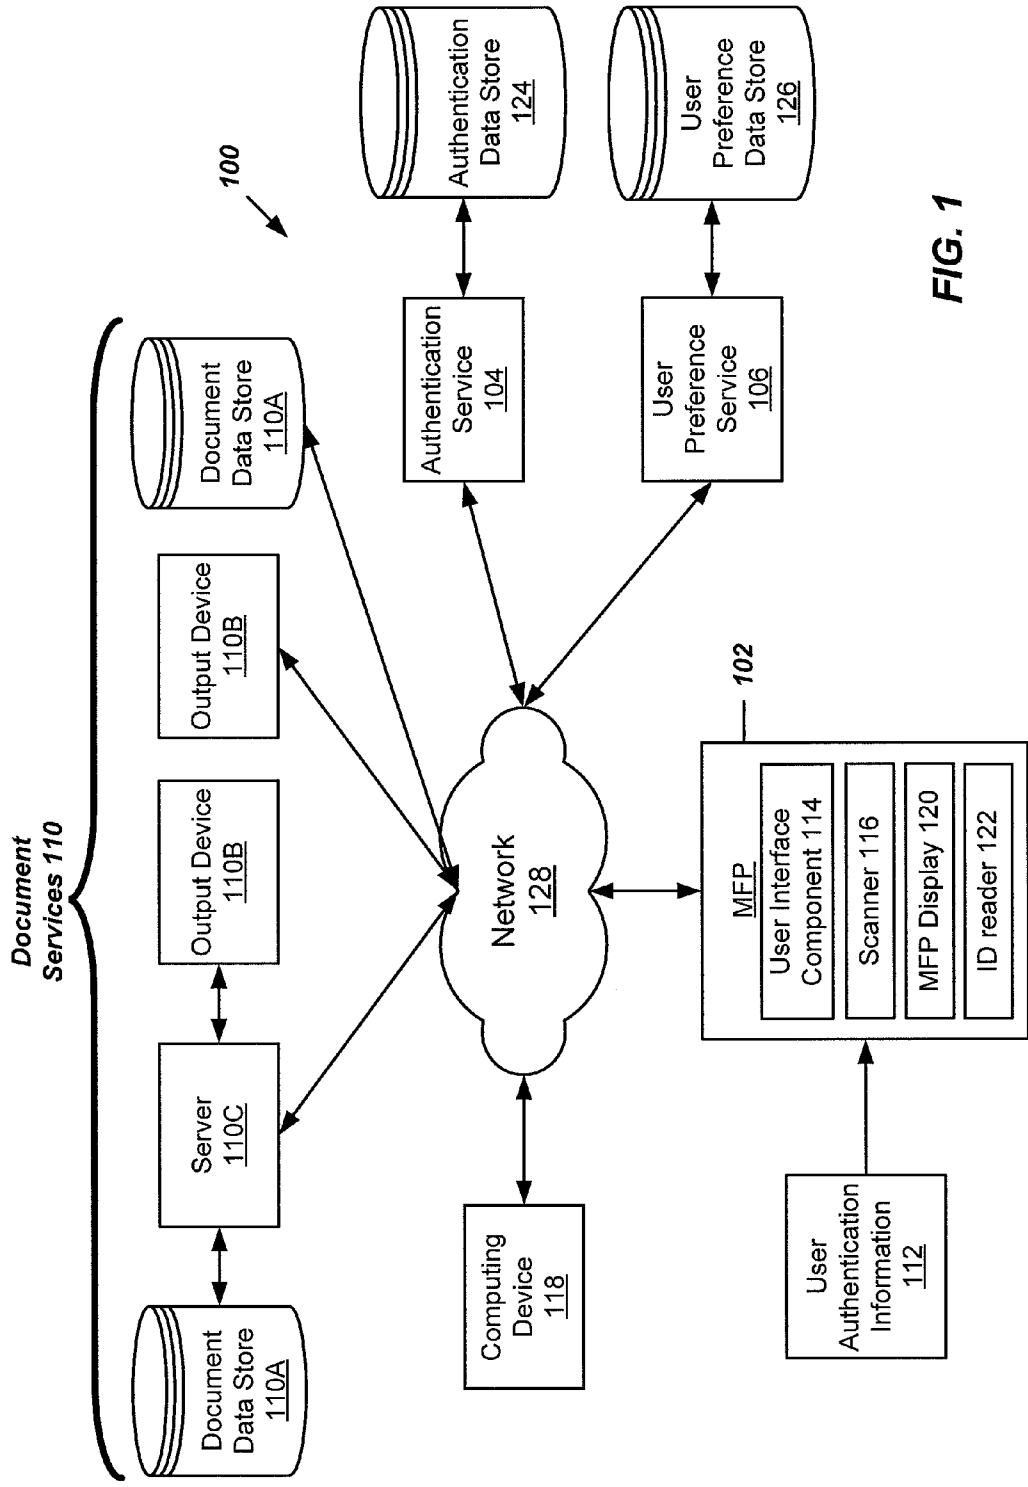 Document
Services 110
100
Document
Data Store
110A
Server
110C
Output Device
110B
Output Device
110B
Document
Data Store
110A
Computing
Device
118
Network
128
Authentication
Service
104
Authentication
Data Store
124
User
Preference
Service
106
User
Preference
Data Store
126
User
Authentication
Information
112
102
MFP
User Interface
Component 114
Scanner 116
MFP Display 120
ID reader 122
FIG. 1